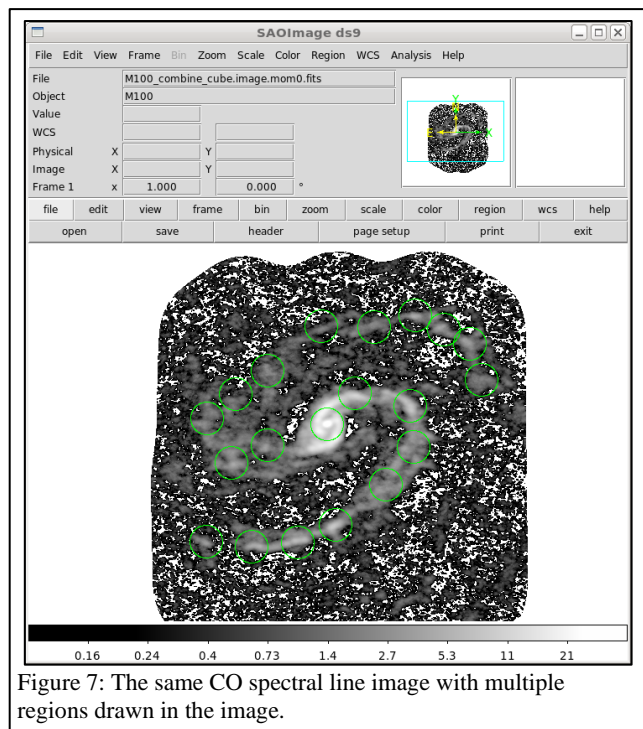 SAOImage ds9
File Edit View Frame Bin Zoom Scale Color Region WCS Analysis Help
File M100_combine_cube.image.mom0.fits
Object M100
Value
WCS
Physical X Y
Image X Y
Frame 1 x 1.000 0.000 °
Y
N
E X
file edit view frame bin zoom scale color region wcs help
open save header page setup print exit
0.16 0.24 0.4 0.73 1.4 2.7 5.3 11 21
Figure 7: The same CO spectral line image with multiple
regions drawn in the image.